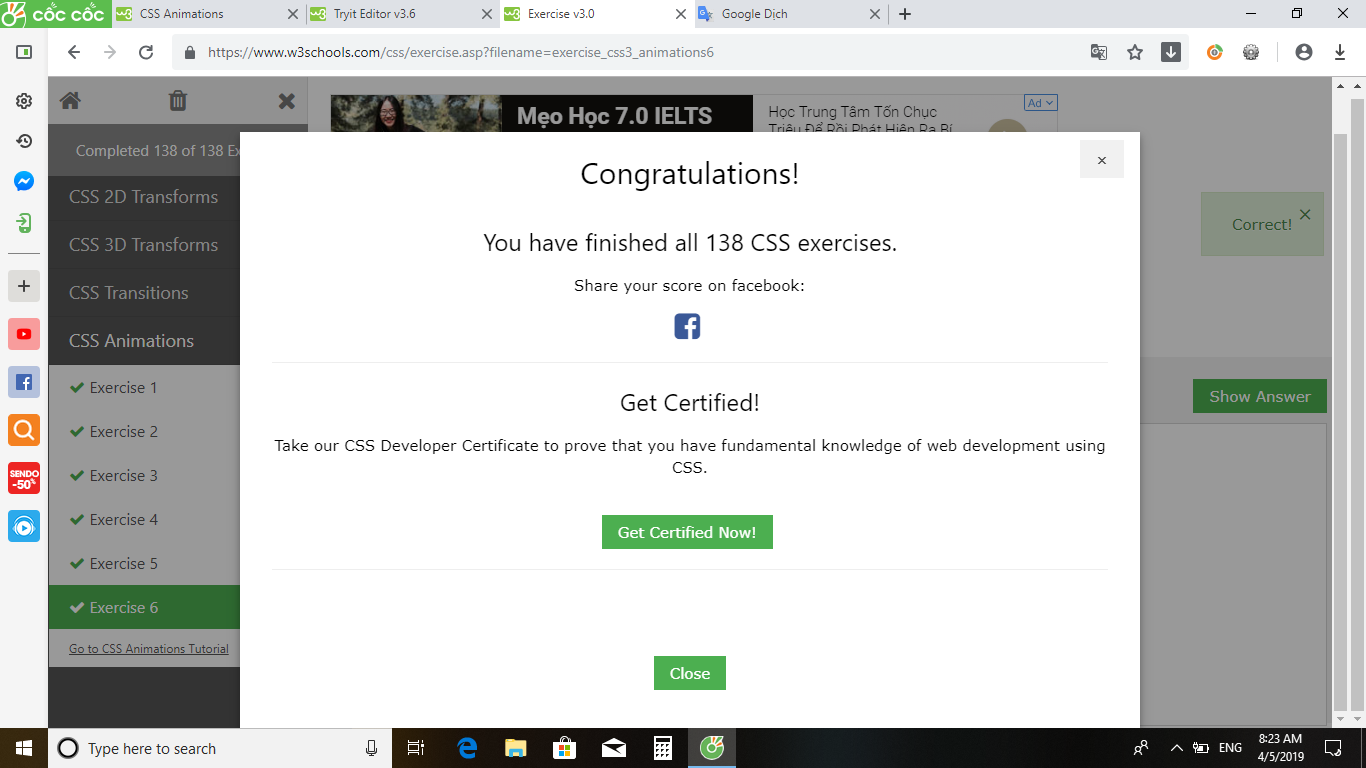 cốc cốc
CSS Animations
Tryit Editor v3.6
Exercise v3.0
Google Dịch
https://www.w3schools.com/css/exercise.asp?filename=exercise_css3_animations6
Mẹo Học 7.0 IELTS
Học Trung Tâm Tốn Chục
Triệu Để Rồi Phát Hiện Ra Bí
Ad
Completed 138 of 138 Ex
CSS 2D Transforms
CSS 3D Transforms
CSS Transitions
CSS Animations
Exercise 1
Exercise 2
Exercise 3
Exercise 4
Exercise 5
Exercise 6
Go to CSS Animations Tutorial
SENDO
-50%
Congratulations!
×
You have finished all 138 CSS exercises.
Share your score on facebook:
Get Certified!
Take our CSS Developer Certificate to prove that you have fundamental knowledge of web development using
CSS.
Get Certified Now!
Close
Correct!
Show Answer
Type here to search
ENG
8:23 AM
4/5/2019